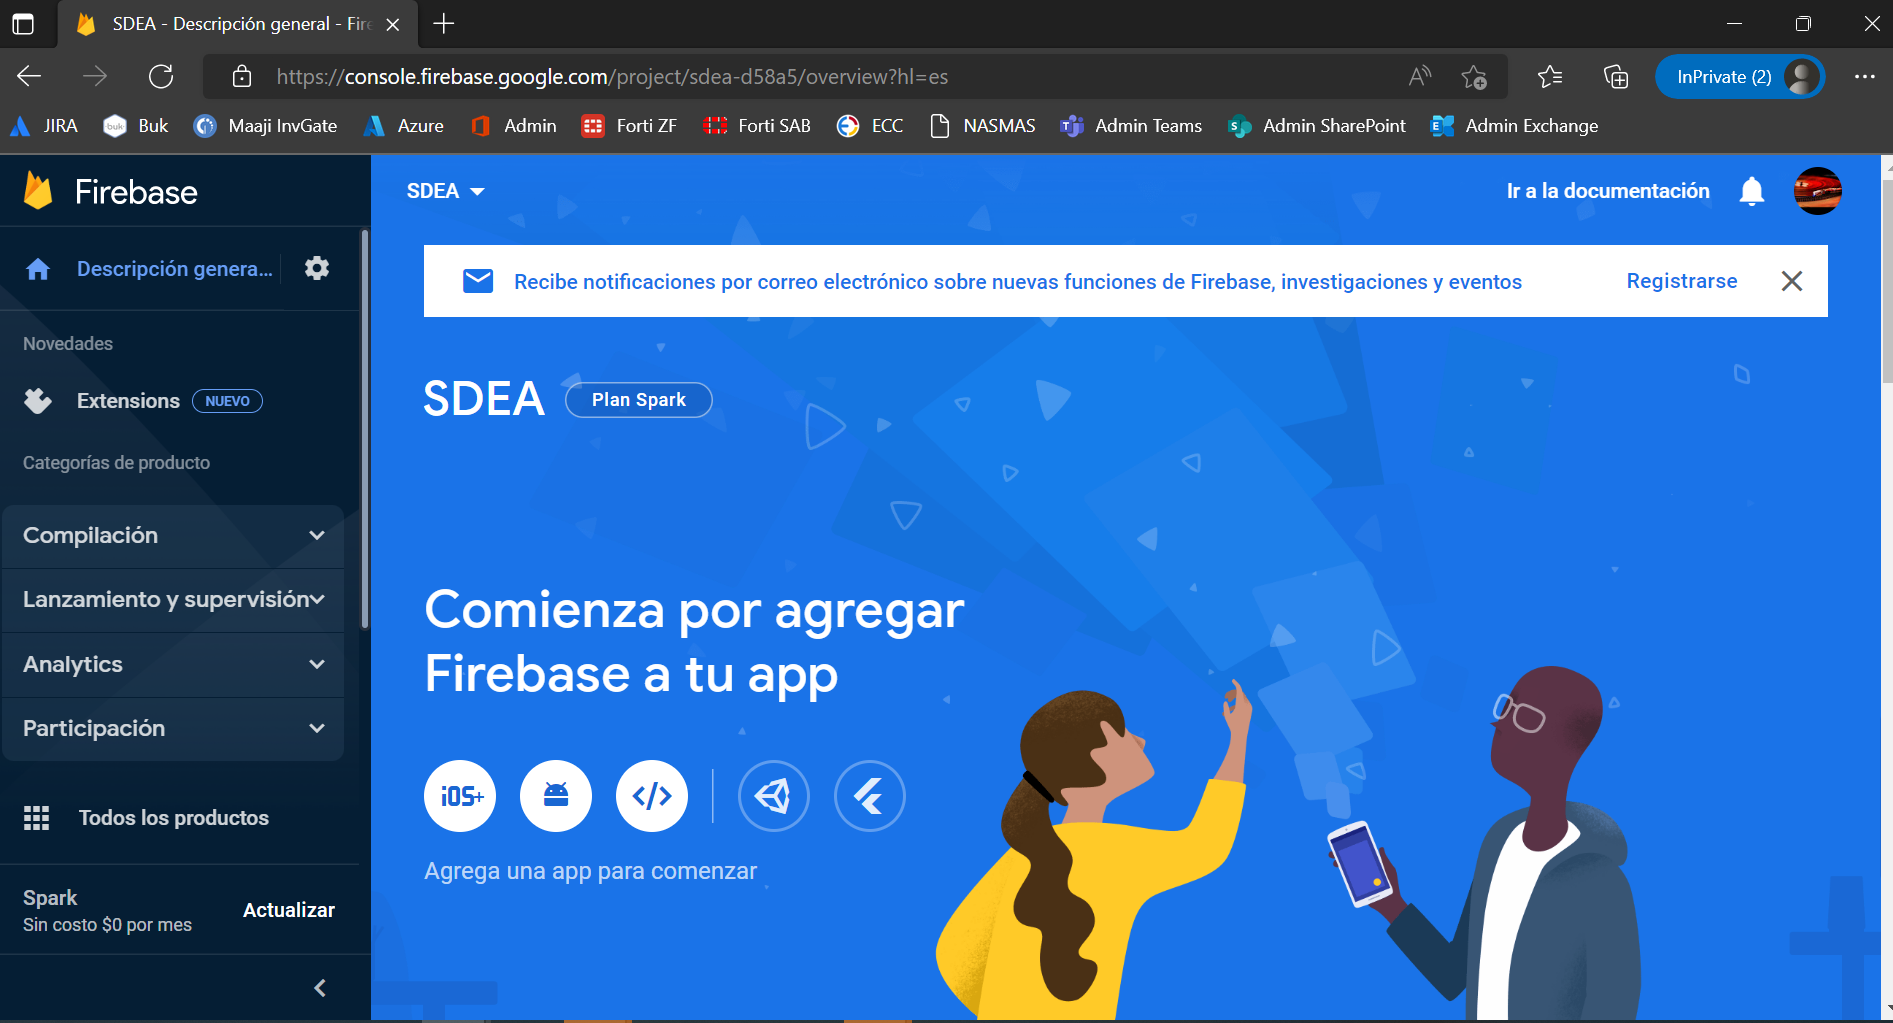 SDEA - Descripción general - Fire
https://console.firebase.google.com/project/sdea-d58a5/overview?hl=es
InPrivate (2)
JIRA
Buk
Maaji InvGate
Azure
Admin
Forti ZF
Forti SAB
ECC
NASMAS
Admin Teams
Admin SharePoint
Admin Exchange
Firebase
SDEA
Ir a la documentación
Descripción genera...
Recibe notificaciones por correo electrónico sobre nuevas funciones de Firebase, investigaciones y eventos
Registrarse
Novedades
Extensions NUEVO
Categorías de producto
Compilación
Lanzamiento y supervisión
Analytics
Participación
Todos los productos
Spark
Sin costo $0 por mes
Actualizar
SDEA
Plan Spark
Comienza por agregar
Firebase a tu app
iOS+
Agrega una app para comenzar